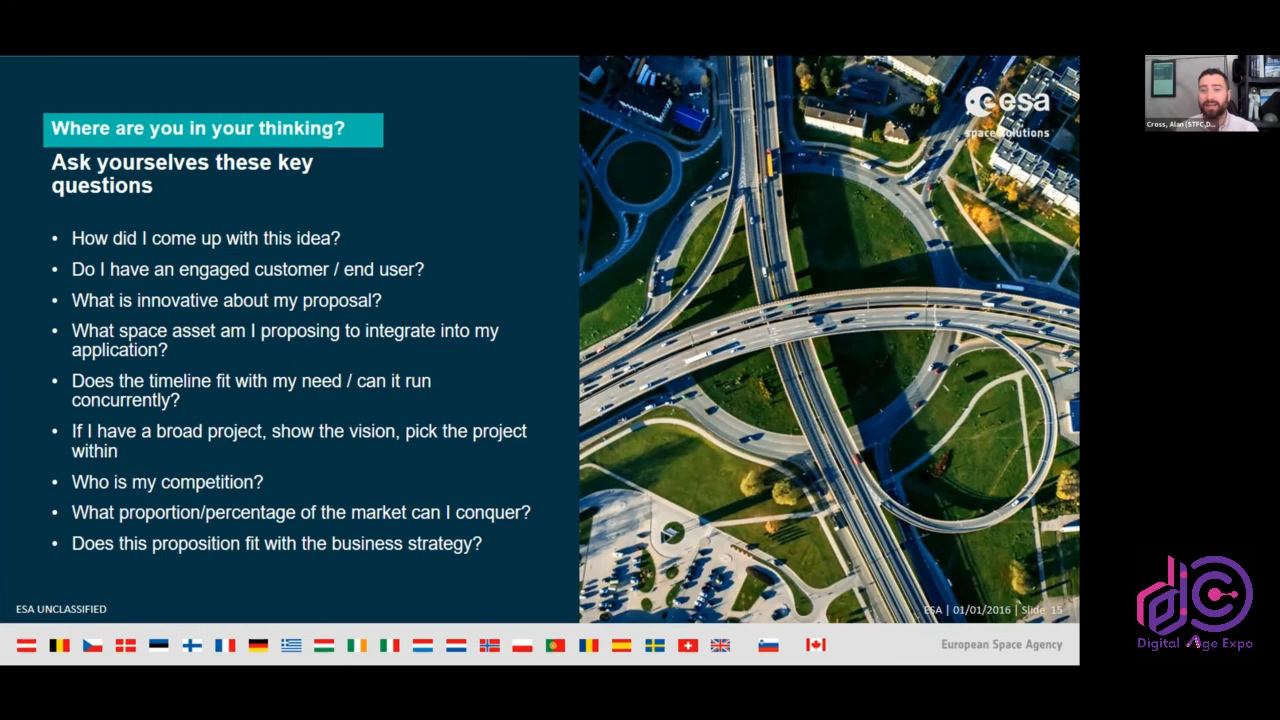 Where are you in your thinking?
Ask yourselves these key
questions
• How did I come up with this idea?
• Do I have an engaged customer / end user?
• What is innovative about my proposal?
• What space asset am I proposing to integrate into my
application?
• Does the timeline fit with my need / can it run
concurrently?
• If I have a broad project, show the vision, pick the project
within
• Who is my competition?
• What proportion/percentage of the market can I conquer?
• Does this proposition fit with the business strategy?
ESA UNCLASSIFIED
esa
space solutions
ESA | 01/01/2016 | Slide 15
European Space Agency
Cross, Alan (STFC,D...
Digital Age Expo